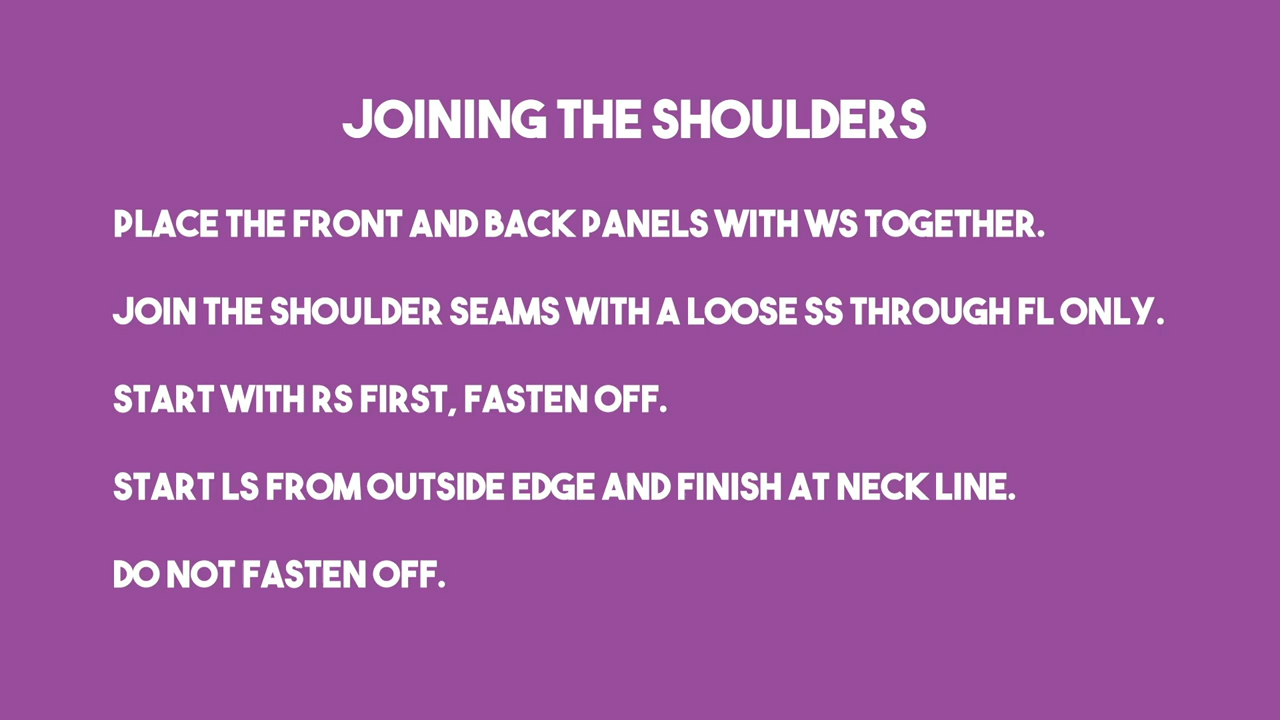 JOINING THE SHOULDERS
PLACE THE FRONT AND BACK PANELS WITH WS TOGETHER.
JOIN THE SHOULDER SEAMS WITH A LOOSE SS THROUGH FL ONLY.
START WITH RS FIRST, FASTEN OFF.
START LS FROM OUTSIDE EDGE AND FINISH AT NECK LINE.
DO NOT FASTEN OFF.